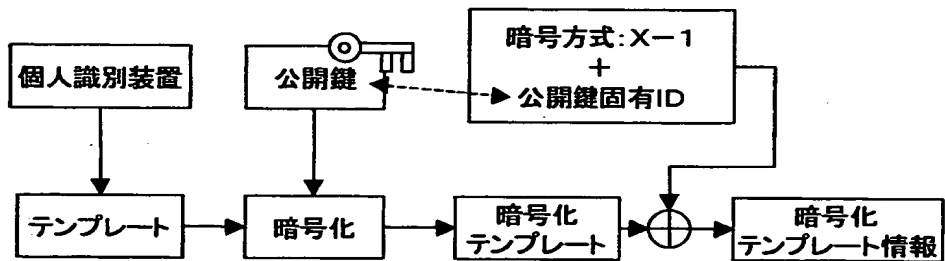 個人識別装置
公開鍵
暗号方式:X-1
+
公開鍵固有ID
テンプレート
暗号化
暗号化
テンプレート
暗号化
テンプレート情報